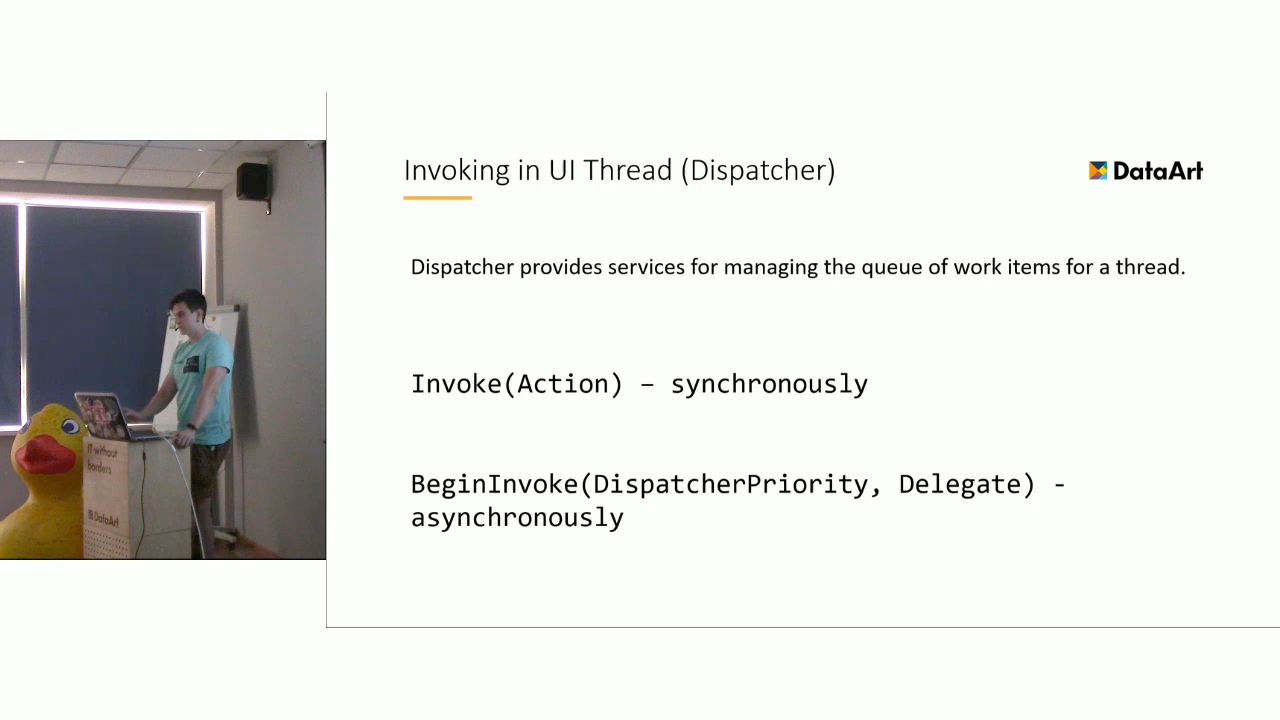 Invoking in UI Thread (Dispatcher)
DataArt
Dispatcher provides services for managing the queue of work items for a thread.
Invoke(Action) – synchronously
BeginInvoke(DispatcherPriority, Delegate) -
asynchronously
IT without
borders
DataArt